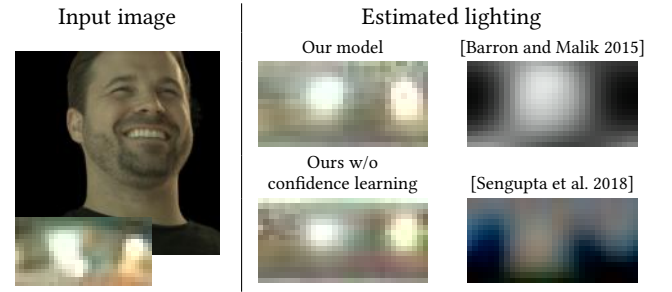 Input image
Estimated lighting
Our model
[Barron and Malik 2015]
Ours w/o
confidence learning
[Sengupta et al. 2018]